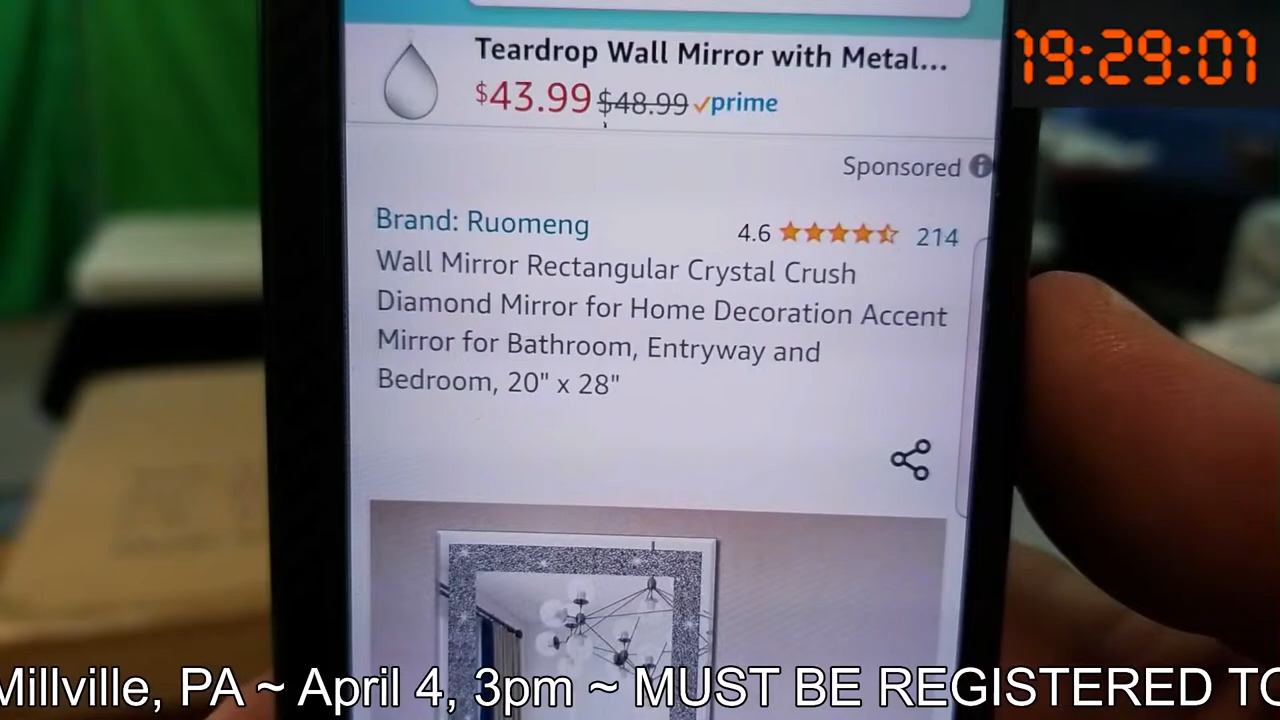 Teardrop Wall Mirror with Metal...
$43.99 $48.99 prime
19:29:01
Sponsored
Brand: Ruomeng 4.6 214
Wall Mirror Rectangular Crystal Crush
Diamond Mirror for Home Decoration Accent
Mirror for Bathroom, Entryway and
Bedroom, 20" x 28"
Millville, PA ~ April 4, 3pm ~ MUST BE REGISTERED TO